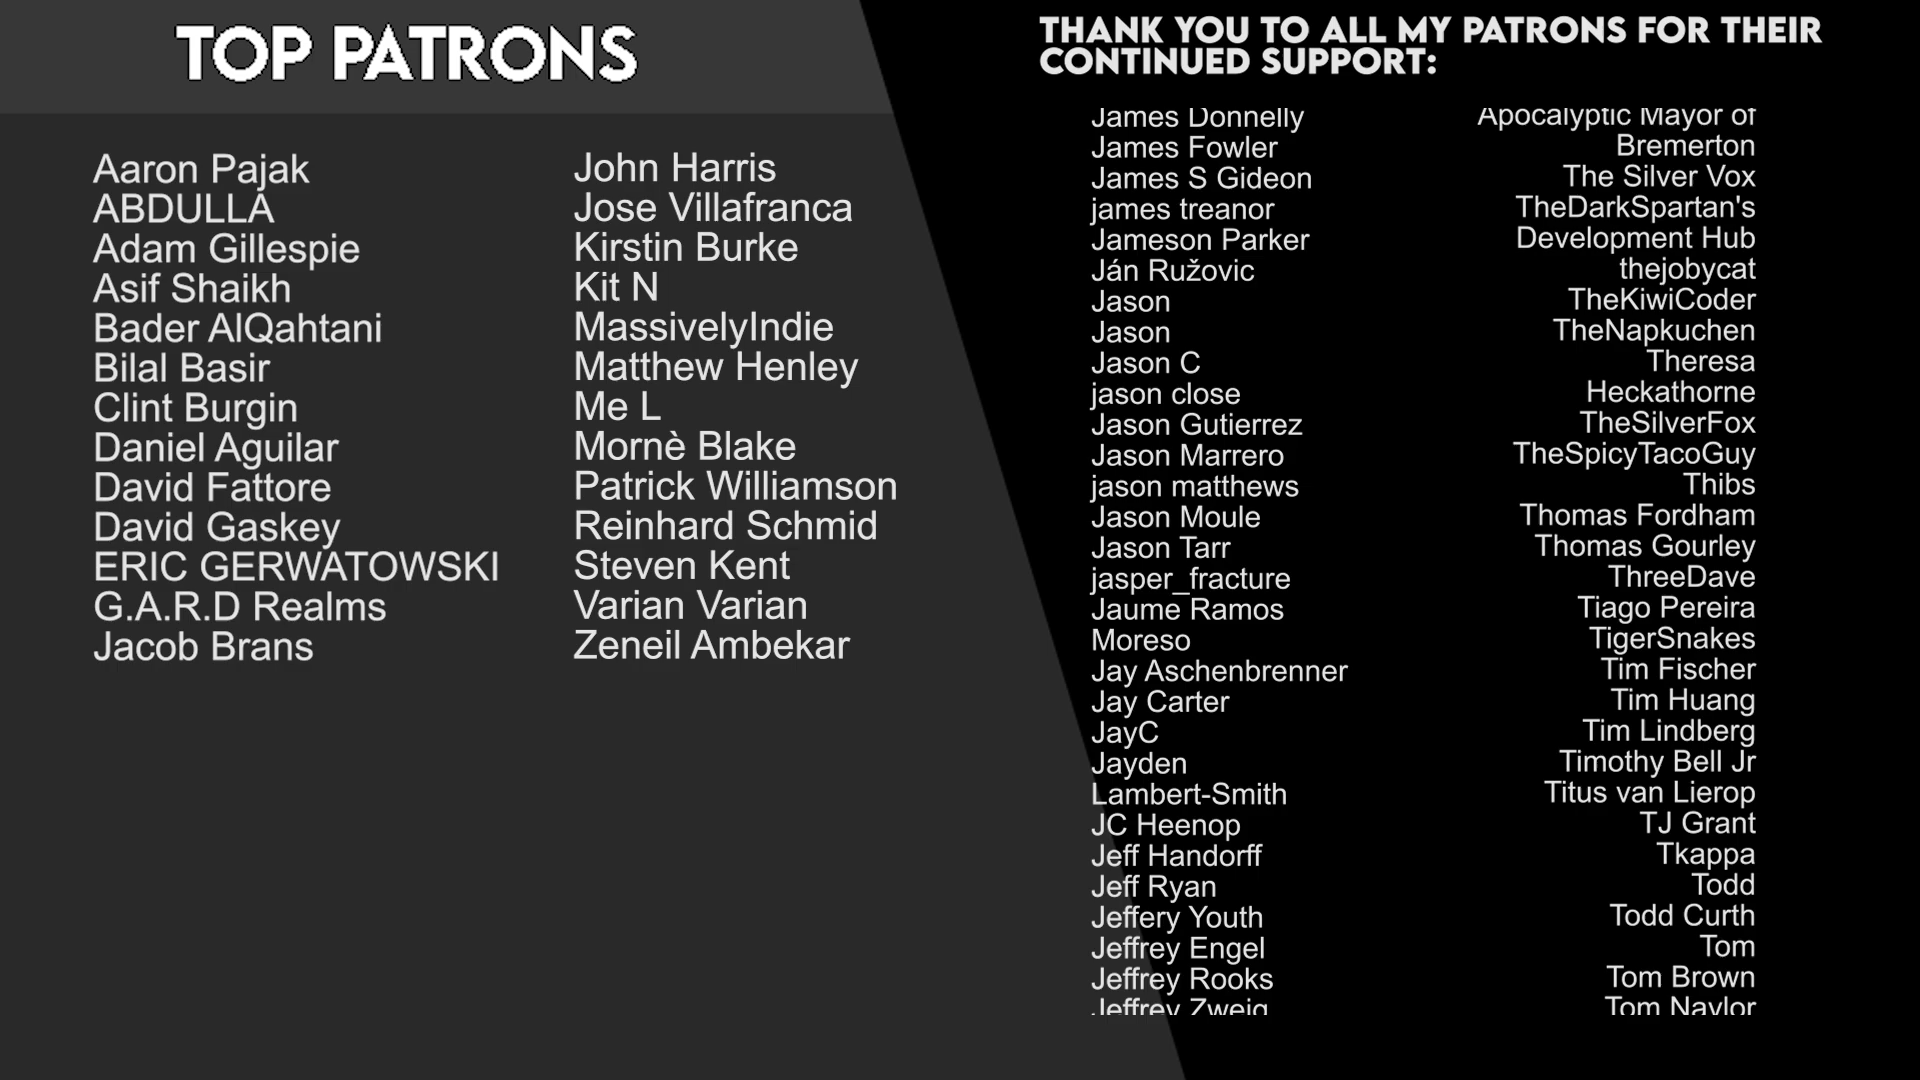 TOP PATRONS
Aaron Pajak
ABDULLA
Adam Gillespie
Asif Shaikh
Bader AlQahtani
Bilal Basir
Clint Burgin
Daniel Aguilar
David Fattore
David Gaskey
ERIC GERWATOWSKI
G.A.R.D Realms
Jacob Brans
John Harris
Jose Villafranca
Kirstin Burke
Kit N
MassivelyIndie
Matthew Henley
Me L
Mornè Blake
Patrick Williamson
Reinhard Schmid
Steven Kent
Varian Varian
Zeneil Ambekar
THANK YOU TO ALL MY PATRONS FOR THEIR
CONTINUED SUPPORT:
James Donnelly
James Fowler
James S Gideon
james treanor
Jameson Parker
Ján Ružovic
Jason
Jason
Jason C
jason close
Jason Gutierrez
Jason Marrero
jason matthews
Jason Moule
Jason Tarr
jasper_fracture
Jaume Ramos
Moreso
Jay Aschenbrenner
Jay Carter
JayC
Jayden
Lambert-Smith
JC Heenop
Jeff Handorff
Jeff Ryan
Jeffery Youth
Jeffrey Engel
Jeffrey Rooks
Jeffrey Zweig
Apocalyptic Mayor of
Bremerton
The Silver Vox
TheDarkSpartan's
Development Hub
thejobycat
TheKiwiCoder
TheNapkuchen
Theresa
Heckathorne
TheSilverFox
TheSpicyTacoGuy
Thibs
Thomas Fordham
Thomas Gourley
ThreeDave
Tiago Pereira
TigerSnakes
Tim Fischer
Tim Huang
Tim Lindberg
Timothy Bell Jr
Titus van Lierop
TJ Grant
Tkappa
Todd
Todd Curth
Tom
Tom Brown
Tom Naylor